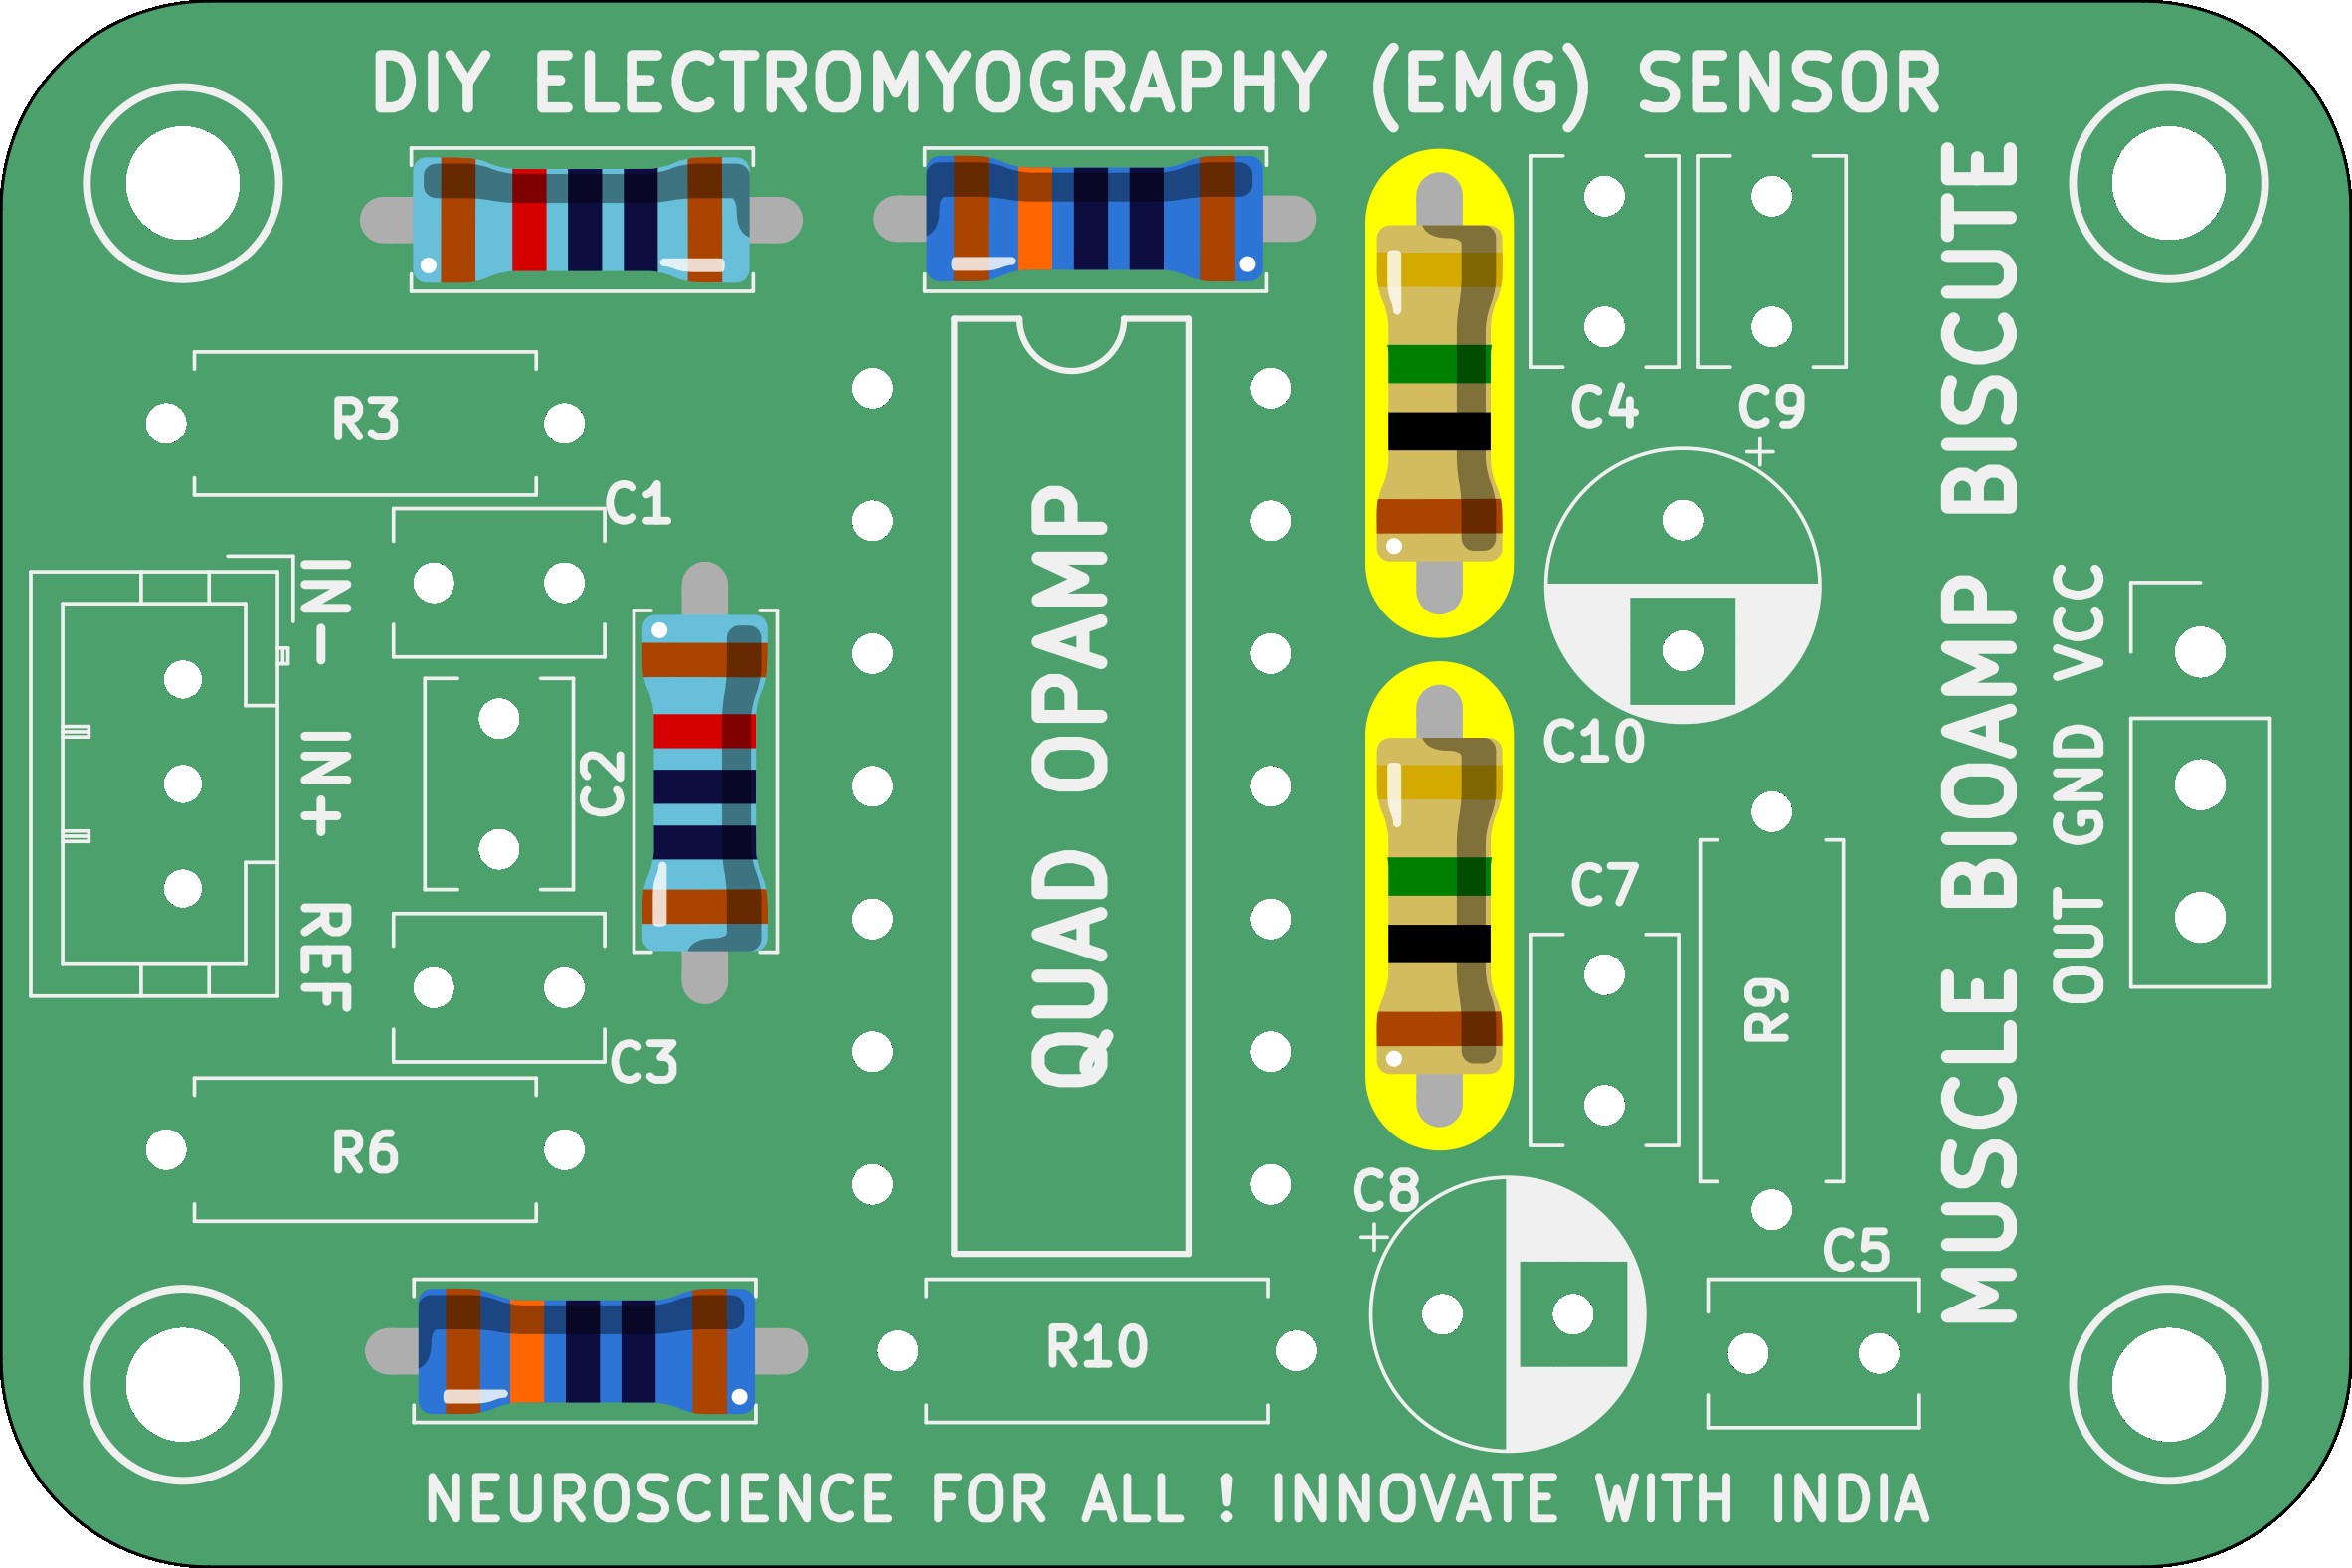 DIY ELECTROMYOGRAPHY (EMG) SENSOR
R3
C1
C4
C9
+
IN-
IN+
REF
C2
C3
R6
QUAD OPAMP
C10
C7
R9
C8
+
C5
R10
MUSCLE BIOAMP BISCUTE
OUT GND VCC
NEUROSCIENCE FOR ALL ! INNOVATE WITH INDIA